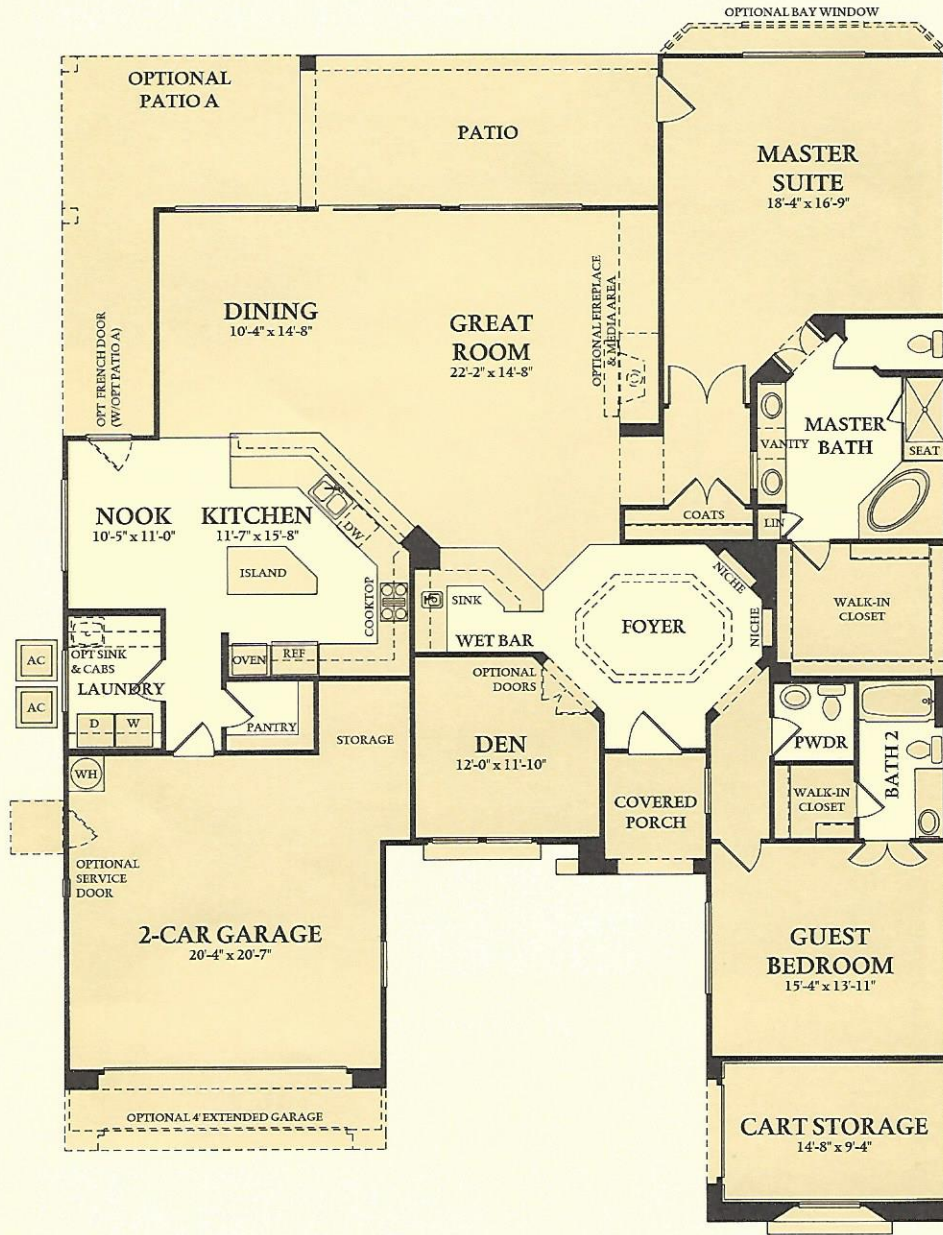 OPTIONAL BAY WINDOW
OPTIONAL
PATIO A
PATIO
MASTER
SUITE
18'-4" x 16'-9"
DINING
10'-4" x 14'-8"
GREAT
ROOM
22'-2" x 14'-8"
OPTIONAL FIREPLACE
& MEDIA AREA
OPT FRENCH DOOR
(W/OPT PATIO A)
VANITY
MASTER
BATH
SEAT
NOOK
10'-5" x 11'-0"
KITCHEN
11'-7" x 15'-8"
DW
ISLAND
COOKTOP
COATS
LIN
SINK
WET BAR
FOYER
NICHE
NICHE
WALK-IN
CLOSET
AC
AC
OPT SINK
& CABS
LAUNDRY
D
W
OVEN
REF
PANTRY
STORAGE
OPTIONAL
DOORS
DEN
12'-0" x 11'-10"
PWDR
BATH 2
WALK-IN
CLOSET
COVERED
PORCH
WH
OPTIONAL
SERVICE
DOOR
2-CAR GARAGE
20'-4" x 20'-7"
GUEST
BEDROOM
15'-4" x 13'-11"
OPTIONAL 4' EXTENDED GARAGE
CART STORAGE
14'-8" x 9'-4"